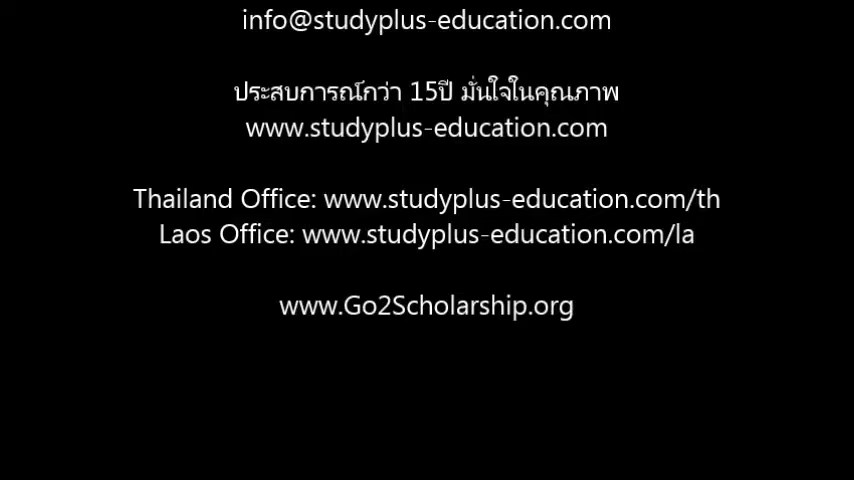 info@studyplus-education.com
ประสบการณ์กว่า 15ปี มั่นใจในคุณภาพ
www.studyplus-education.com
Thailand Office: www.studyplus-education.com/th
Laos Office: www.studyplus-education.com/la
www.Go2Scholarship.org